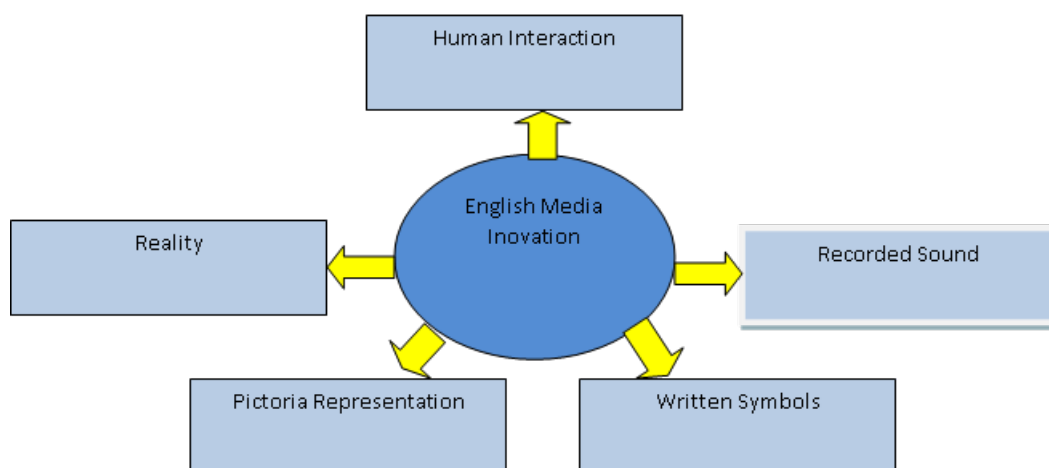 Human Interaction
English Media
Inovation
Reality
Recorded Sound
Pictoria Representation
Written Symbols